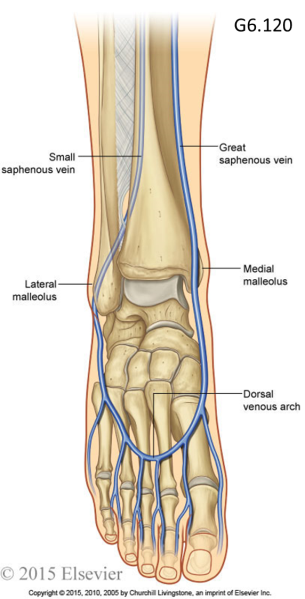 G6.120
Small
saphenous vein
Great
saphenous vein
Lateral
malleolus
Medial
malleolus
Dorsal
venous arch
© 2015 Elsevier
Copyright © 2015, 2010, 2005 by Churchill Livingstone, an imprint of Elsevier Inc.